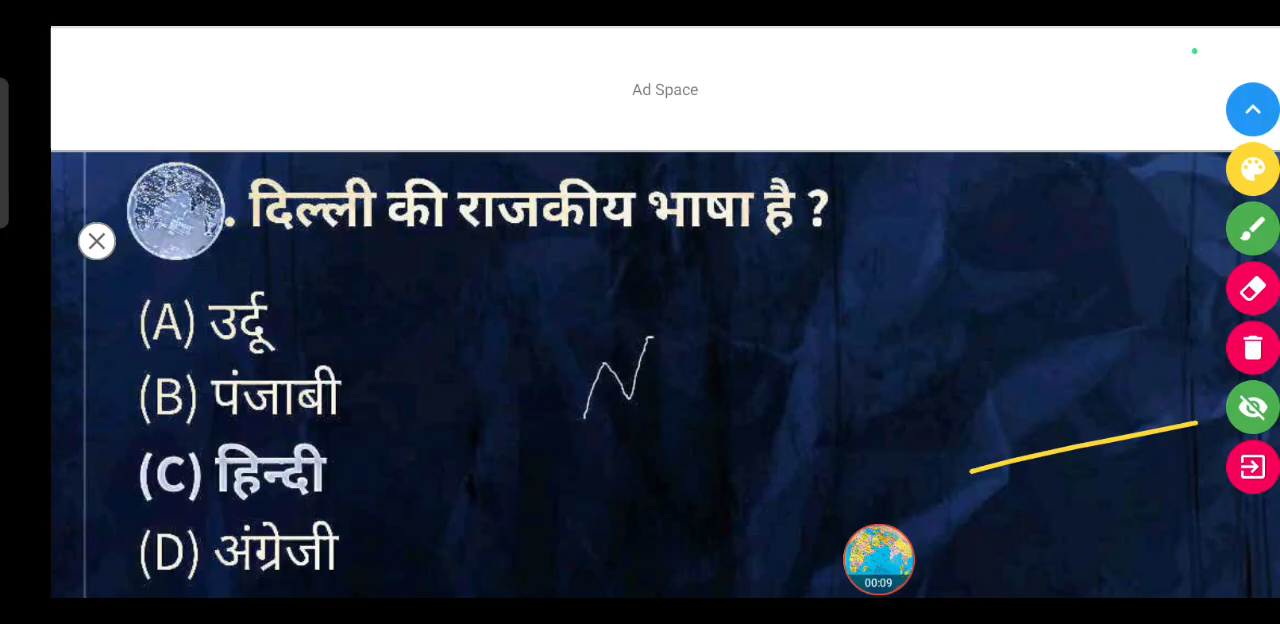 Ad Space
. दिल्ली की राजकीय भाषा है ?
(A) उर्दू
(B) पंजाबी
(C) हिन्दी
(D) अंग्रेजी
00:09